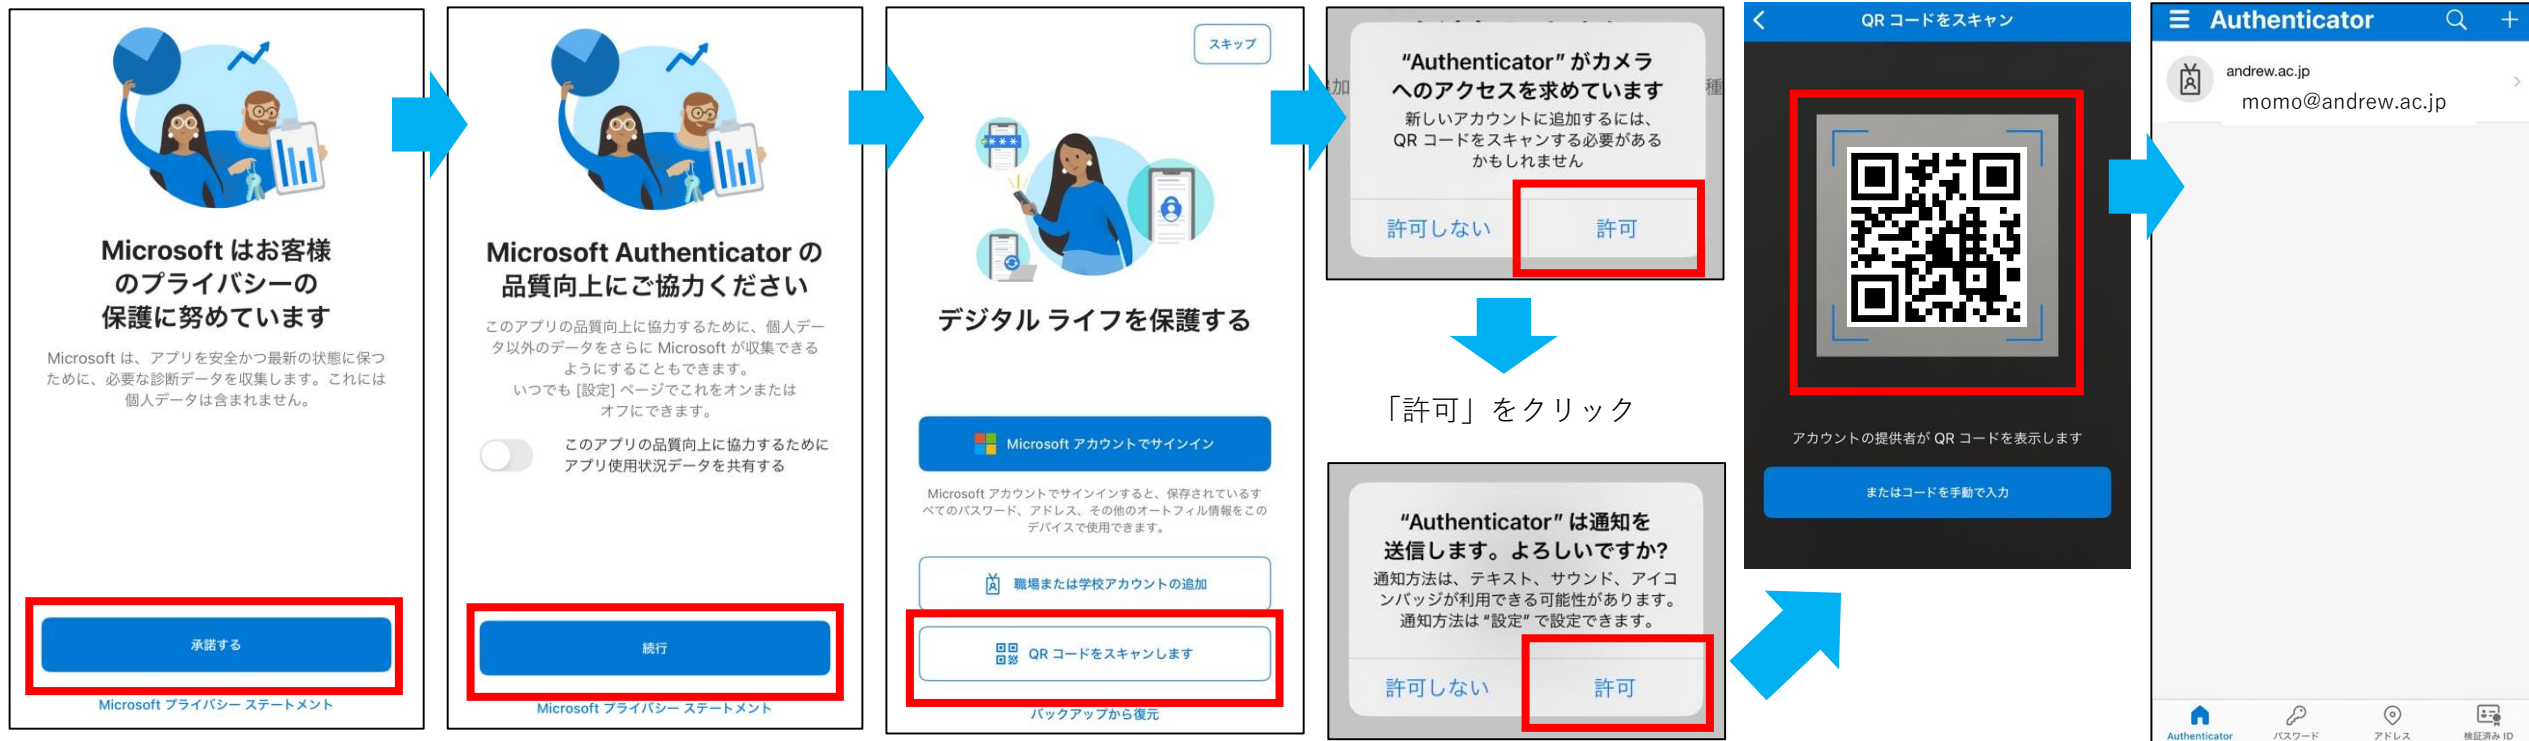 Microsoft はお客様
のプライバシーの
保護に努めています
Microsoft は、アプリを安全かつ最新の状態に保つ
ために、必要な診断データを収集します。これには
個人データは含まれません。
承諾する
Microsoft プライバシー ステートメント
Microsoft Authenticator の
品質向上にご協力ください
このアプリの品質向上に協力するために、個人デー
タ以外のデータをさらに Microsoft が収集できる
ようにすることもできます。
いつでも [設定] ページでこれをオンまたは
オフにできます。
このアプリの品質向上に協力するために
アプリ使用状況データを共有する
続行
Microsoft プライバシー ステートメント
スキップ
デジタル ライフを保護する
Microsoft アカウントでサインイン
Microsoft アカウントでサインインすると、保存されているす
べてのパスワード、アドレス、その他のオートフィル情報をこの
デバイスで使用できます。
職場または学校アカウントの追加
QR コードをスキャンします
バックアップから復元
“Authenticator” がカメラ
へのアクセスを求めています
新しいアカウントに追加するには、
QR コードをスキャンする必要がある
かもしれません
許可しない
許可
「許可」をクリック
“Authenticator” は通知を
送信します。よろしいですか?
通知方法は、テキスト、サウンド、アイコ
ンバッジが利用できる可能性があります。
通知方法は “設定” で設定できます。
許可しない
許可
QR コードをスキャン
アカウントの提供者が QR コードを表示します
またはコードを手動で入力
Authenticator
andrew.ac.jp
momo@andrew.ac.jp
Authenticator
パスワード
アドレス
検証済み ID